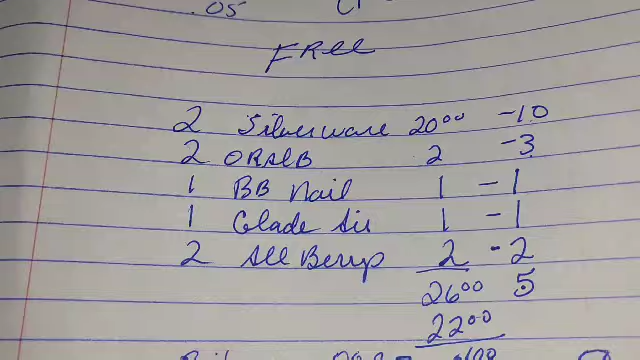 .05
FREE
2 Silverware 20⁰⁰ -10
2 ORALB 2 -3
1 BB Nail 1 - 1
1 Glade Air 1 - 1
2 All Berry 2 - 2
26⁰⁰ 5
22⁰⁰